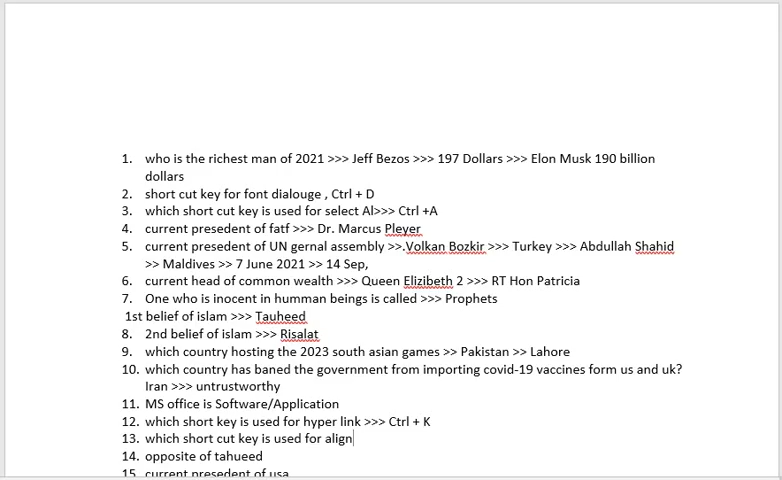 1. who is the richest man of 2021 >>> Jeff Bezos >>> 197 Dollars >>> Elon Musk 190 billion
dollars
2. short cut key for font dialouge , Ctrl + D
3. which short cut key is used for select Al>>> Ctrl +A
4. current presedent of fatf >>> Dr. Marcus Pleyer
5. current presedent of UN gernal assembly >>.Volkan Bozkir >>> Turkey >>> Abdullah Shahid
>> Maldives >> 7 June 2021 >> 14 Sep,
6. current head of common wealth >>> Queen Elizibeth 2 >>> RT Hon Patricia
7. One who is inocent in humman beings is called >>> Prophets
1st belief of islam >>> Tauheed
8. 2nd belief of islam >>> Risalat
9. which country hosting the 2023 south asian games >> Pakistan >> Lahore
10. which country has baned the government from importing covid-19 vaccines form us and uk?
Iran >>> untrustworthy
11. MS office is Software/Application
12. which short key is used for hyper link >>> Ctrl + K
13. which short cut key is used for align
14. opposite of tahueed
15. current presedent of usa